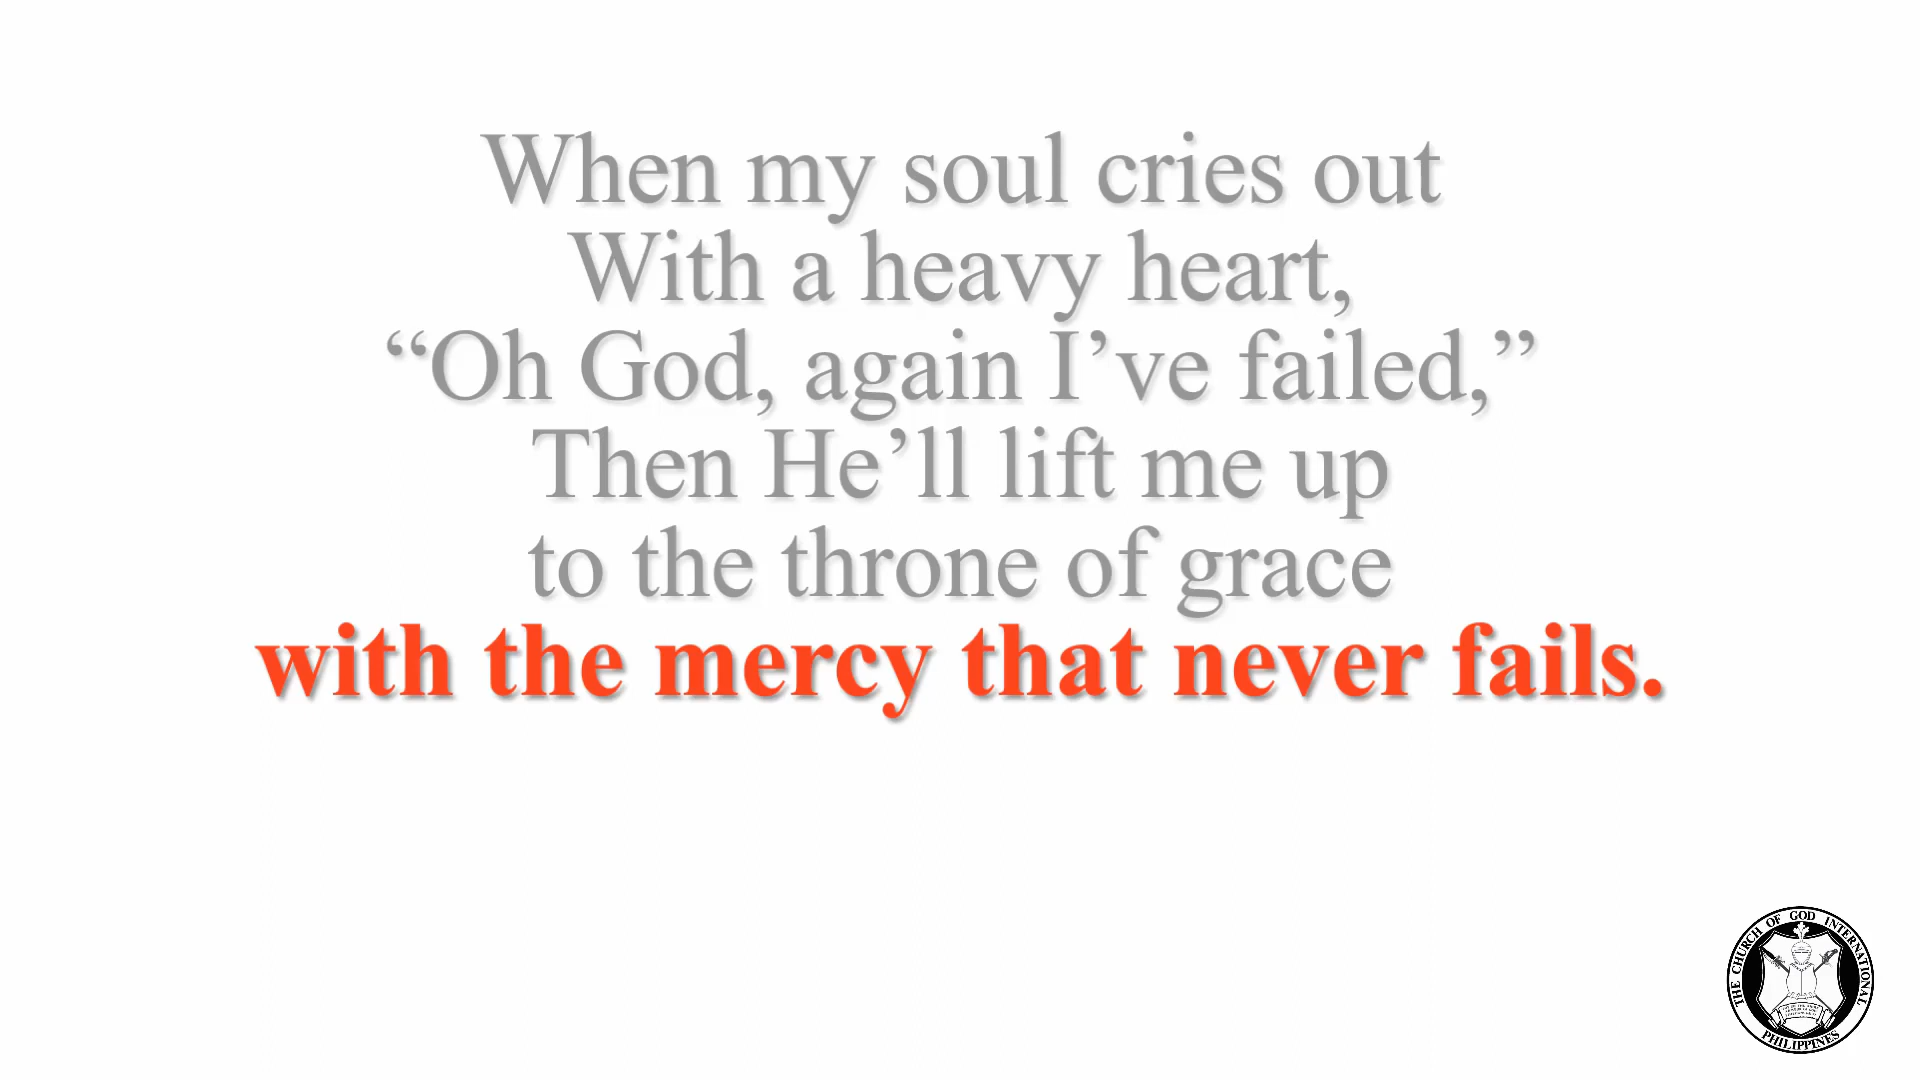 When my soul cries out
With a heavy heart,
“Oh God, again I’ve failed,”
Then He’ll lift me up
to the throne of grace
with the mercy that never fails.
THE CHURCH OF GOD INTERNATIONAL
PHILIPPINES